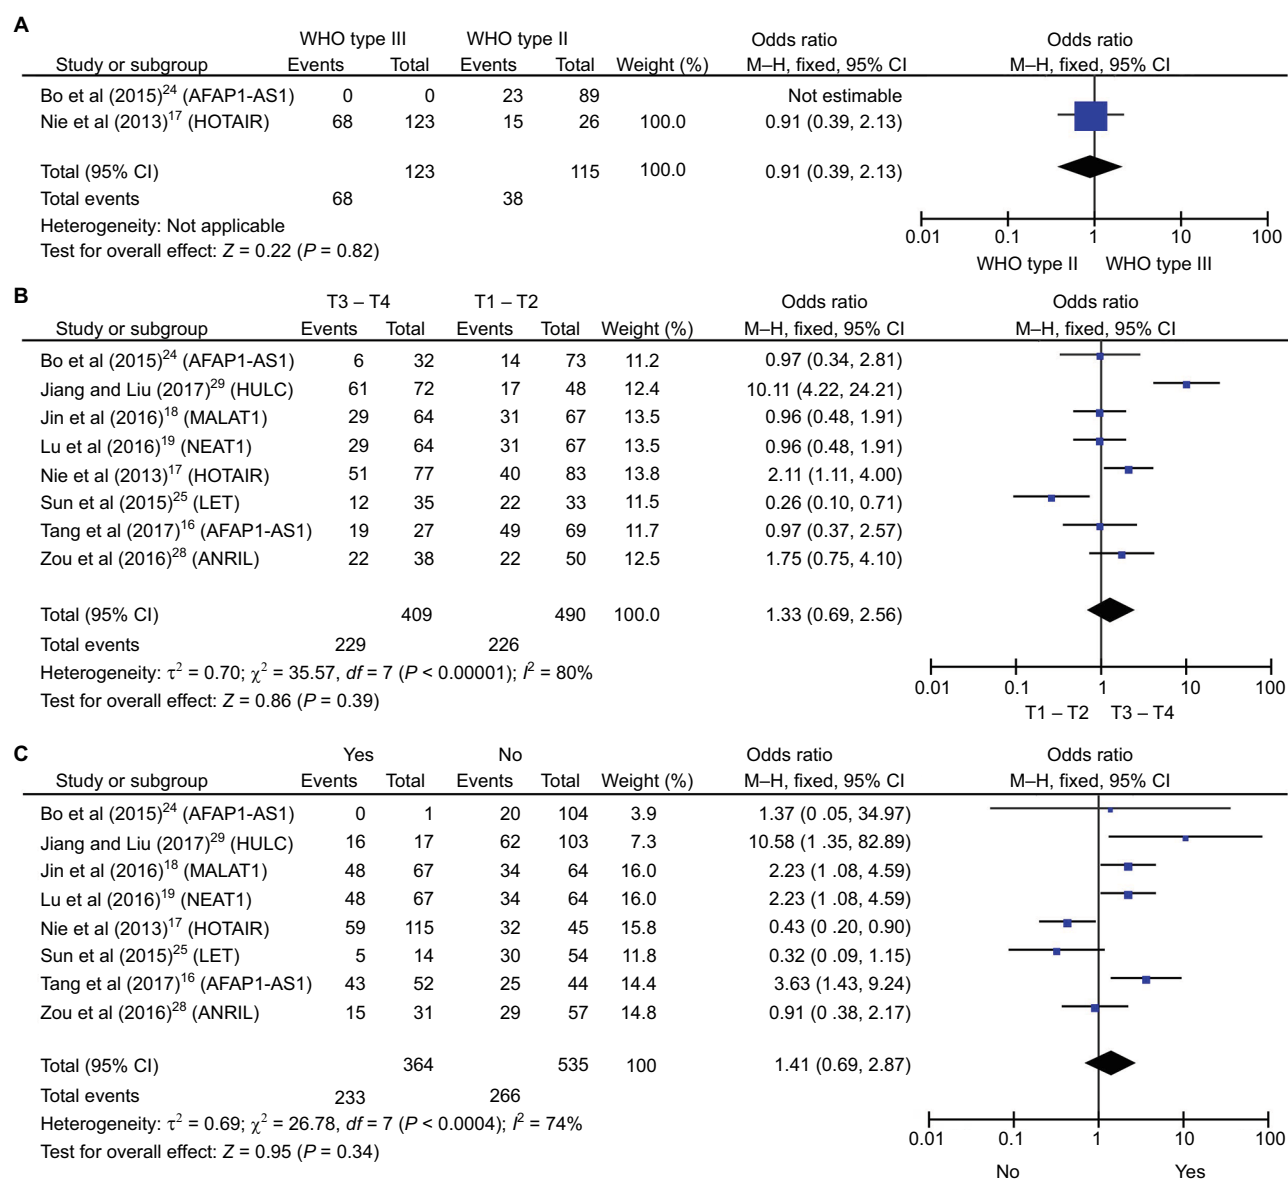 A
WHO type III WHO type II Odds ratio Odds ratio
Study or subgroup Events Total Events Total Weight (%) M–H, fixed, 95% CI M–H, fixed, 95% CI
Bo et al (2015)24 (AFAP1-AS1) 0 0 23 89 Not estimable
Nie et al (2013)17 (HOTAIR) 68 123 15 26 100.0 0.91 (0.39, 2.13)
Total (95% CI) 123 115 100.0 0.91 (0.39, 2.13)
Total events 68 38
Heterogeneity: Not applicable
Test for overall effect: Z = 0.22 (P = 0.82)
0.01 0.1 1 10 100
WHO type II WHO type III
B
T3 – T4 T1 – T2 Odds ratio Odds ratio
Study or subgroup Events Total Events Total Weight (%) M–H, fixed, 95% CI M–H, fixed, 95% CI
Bo et al (2015)24 (AFAP1-AS1) 6 32 14 73 11.2 0.97 (0.34, 2.81)
Jiang and Liu (2017)29 (HULC) 61 72 17 48 12.4 10.11 (4.22, 24.21)
Jin et al (2016)18 (MALAT1) 29 64 31 67 13.5 0.96 (0.48, 1.91)
Lu et al (2016)19 (NEAT1) 29 64 31 67 13.5 0.96 (0.48, 1.91)
Nie et al (2013)17 (HOTAIR) 51 77 40 83 13.8 2.11 (1.11, 4.00)
Sun et al (2015)25 (LET) 12 35 22 33 11.5 0.26 (0.10, 0.71)
Tang et al (2017)16 (AFAP1-AS1) 19 27 49 69 11.7 0.97 (0.37, 2.57)
Zou et al (2016)28 (ANRIL) 22 38 22 50 12.5 1.75 (0.75, 4.10)
Total (95% CI) 409 490 100.0 1.33 (0.69, 2.56)
Total events 229 226
Heterogeneity: τ2 = 0.70; χ2 = 35.57, df = 7 (P < 0.00001); I2 = 80%
Test for overall effect: Z = 0.86 (P = 0.39)
0.01 0.1 1 10 100
T1 – T2 T3 – T4
C
Yes No Odds ratio Odds ratio
Study or subgroup Events Total Events Total Weight (%) M–H, fixed, 95% CI M–H, fixed, 95% CI
Bo et al (2015)24 (AFAP1-AS1) 0 1 20 104 3.9 1.37 (0 .05, 34.97)
Jiang and Liu (2017)29 (HULC) 16 17 62 103 7.3 10.58 (1 .35, 82.89)
Jin et al (2016)18 (MALAT1) 48 67 34 64 16.0 2.23 (1 .08, 4.59)
Lu et al (2016)19 (NEAT1) 48 67 34 64 16.0 2.23 (1 .08, 4.59)
Nie et al (2013)17 (HOTAIR) 59 115 32 45 15.8 0.43 (0 .20, 0.90)
Sun et al (2015)25 (LET) 5 14 30 54 11.8 0.32 (0 .09, 1.15)
Tang et al (2017)16 (AFAP1-AS1) 43 52 25 44 14.4 3.63 (1.43, 9.24)
Zou et al (2016)28 (ANRIL) 15 31 29 57 14.8 0.91 (0 .38, 2.17)
Total (95% CI) 364 535 100 1.41 (0.69, 2.87)
Total events 233 266
Heterogeneity: τ2 = 0.69; χ2 = 26.78, df = 7 (P < 0.0004); I2 = 74%
Test for overall effect: Z = 0.95 (P = 0.34)
0.01 0.1 1 10 100
No Yes